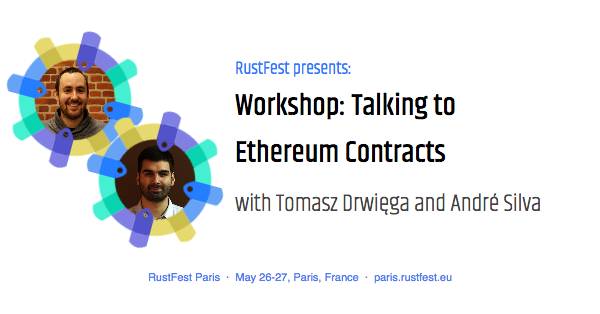 RustFest presents:
Workshop: Talking to
Ethereum Contracts
with Tomasz Drwięga and André Silva
RustFest Paris · May 26-27, Paris, France · paris.rustfest.eu